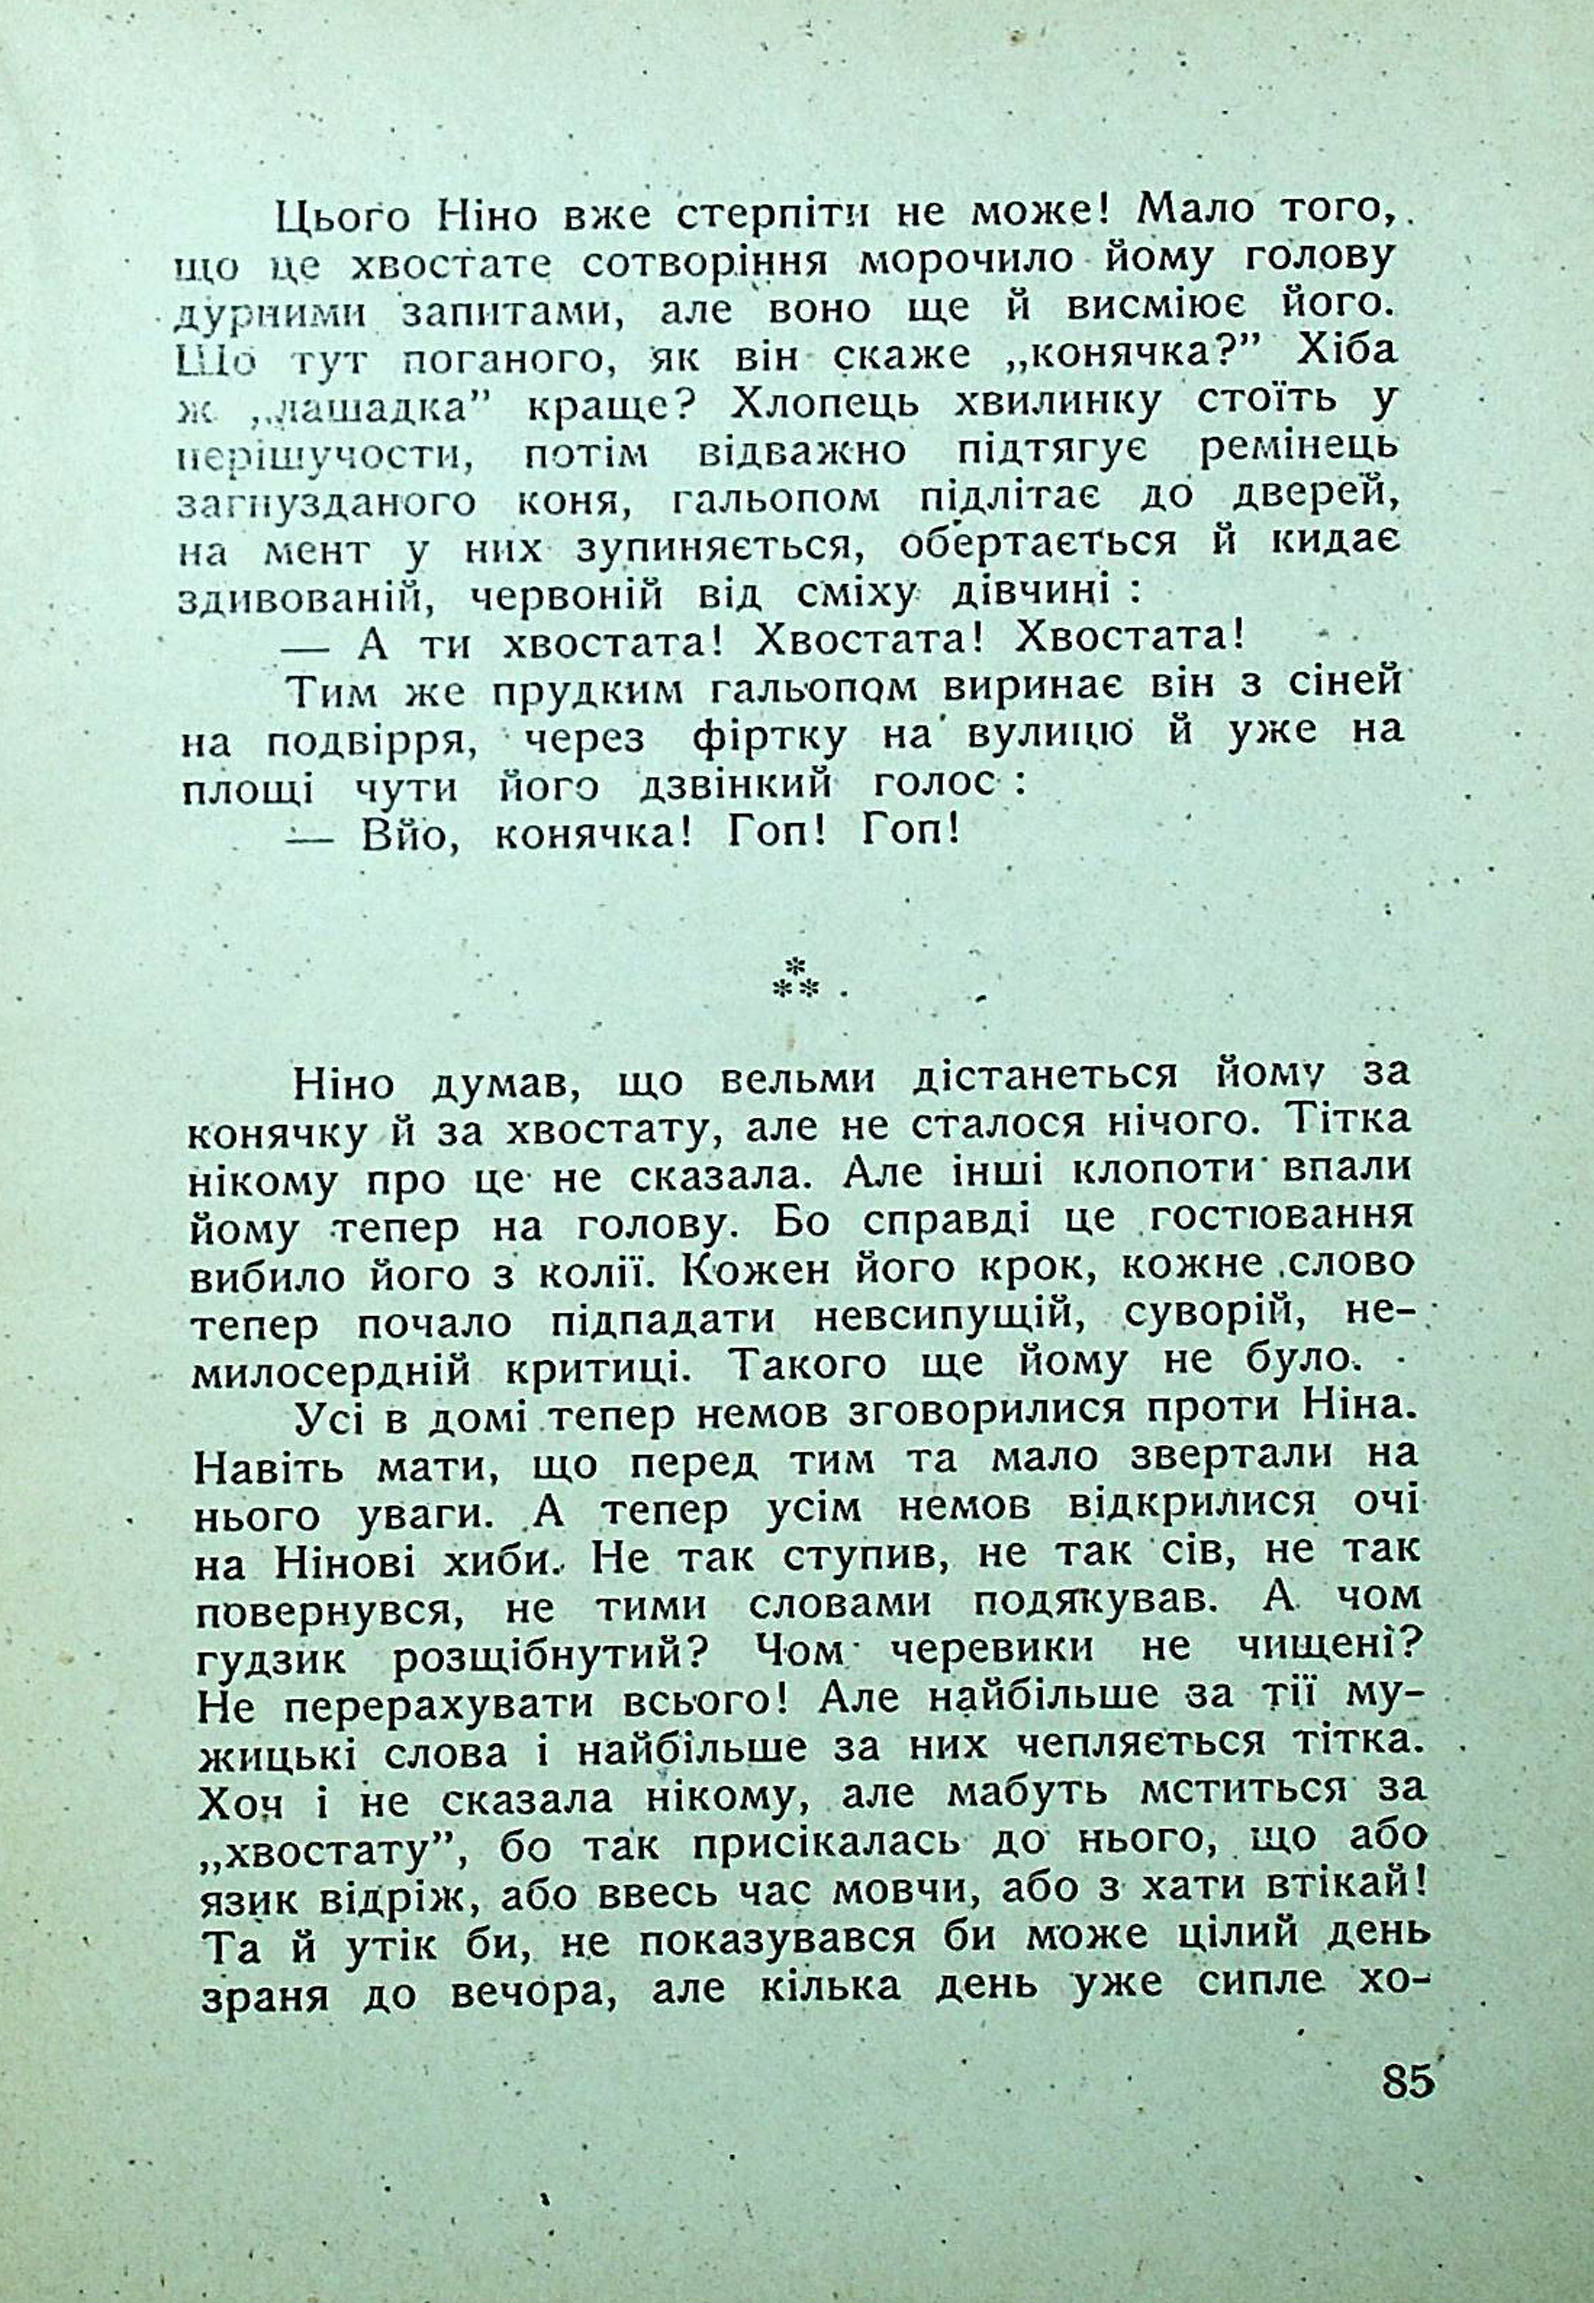 Цього Ніно вже стерпіти не може! Мало того,
що це хвостате сотворіння морочило йому голову
дурними запитами, але воно ще й висміює його.
Що тут поганого, як він скаже „конячка?” Хіба
ж „лашадка” краще? Хлопець хвилинку стоїть у
нерішучости, потім відважно підтягує ремінець
загнузданого коня, гальопом підлітає до дверей,
на мент у них зупиняється, обертається й кидає
здивованій, червоній від сміху дівчині :
— А ти хвостата! Хвостата! Хвостата!
Тим же прудким гальопом виринає він з сіней
на подвірря, через фіртку на вулицю й уже на
площі чути його дзвінкий голос :
— Вйо, конячка! Гоп! Гоп!
*
* *
Ніно думав, що вельми дістанеться йому за
конячку й за хвостату, але не сталося нічого. Тітка
нікому про це не сказала. Але інші клопоти впали
йому тепер на голову. Бо справді це гостювання
вибило його з колії. Кожен його крок, кожне слово
тепер почало підпадати невсипущій, суворій, не-
милосердній критиці. Такого ще йому не було.
Усі в домі тепер немов зговорилися проти Ніна.
Навіть мати, що перед тим та мало звертали на
нього уваги. А тепер усім немов відкрилися очі
на Нінові хиби. Не так ступив, не так сів, не так
повернувся, не тими словами подякував. А чом
гудзик розщібнутий? Чом черевики не чищені?
Не перерахувати всього! Але найбільше за тії му-
жицькі слова і найбільше за них чепляється тітка.
Хоч і не сказала нікому, але мабуть мститься за
„хвостату”, бо так присікалась до нього, що або
язик відріж, або ввесь час мовчи, або з хати втікай!
Та й утік би, не показувався би може цілий день
зраня до вечора, але кілька день уже сипле хо-
85